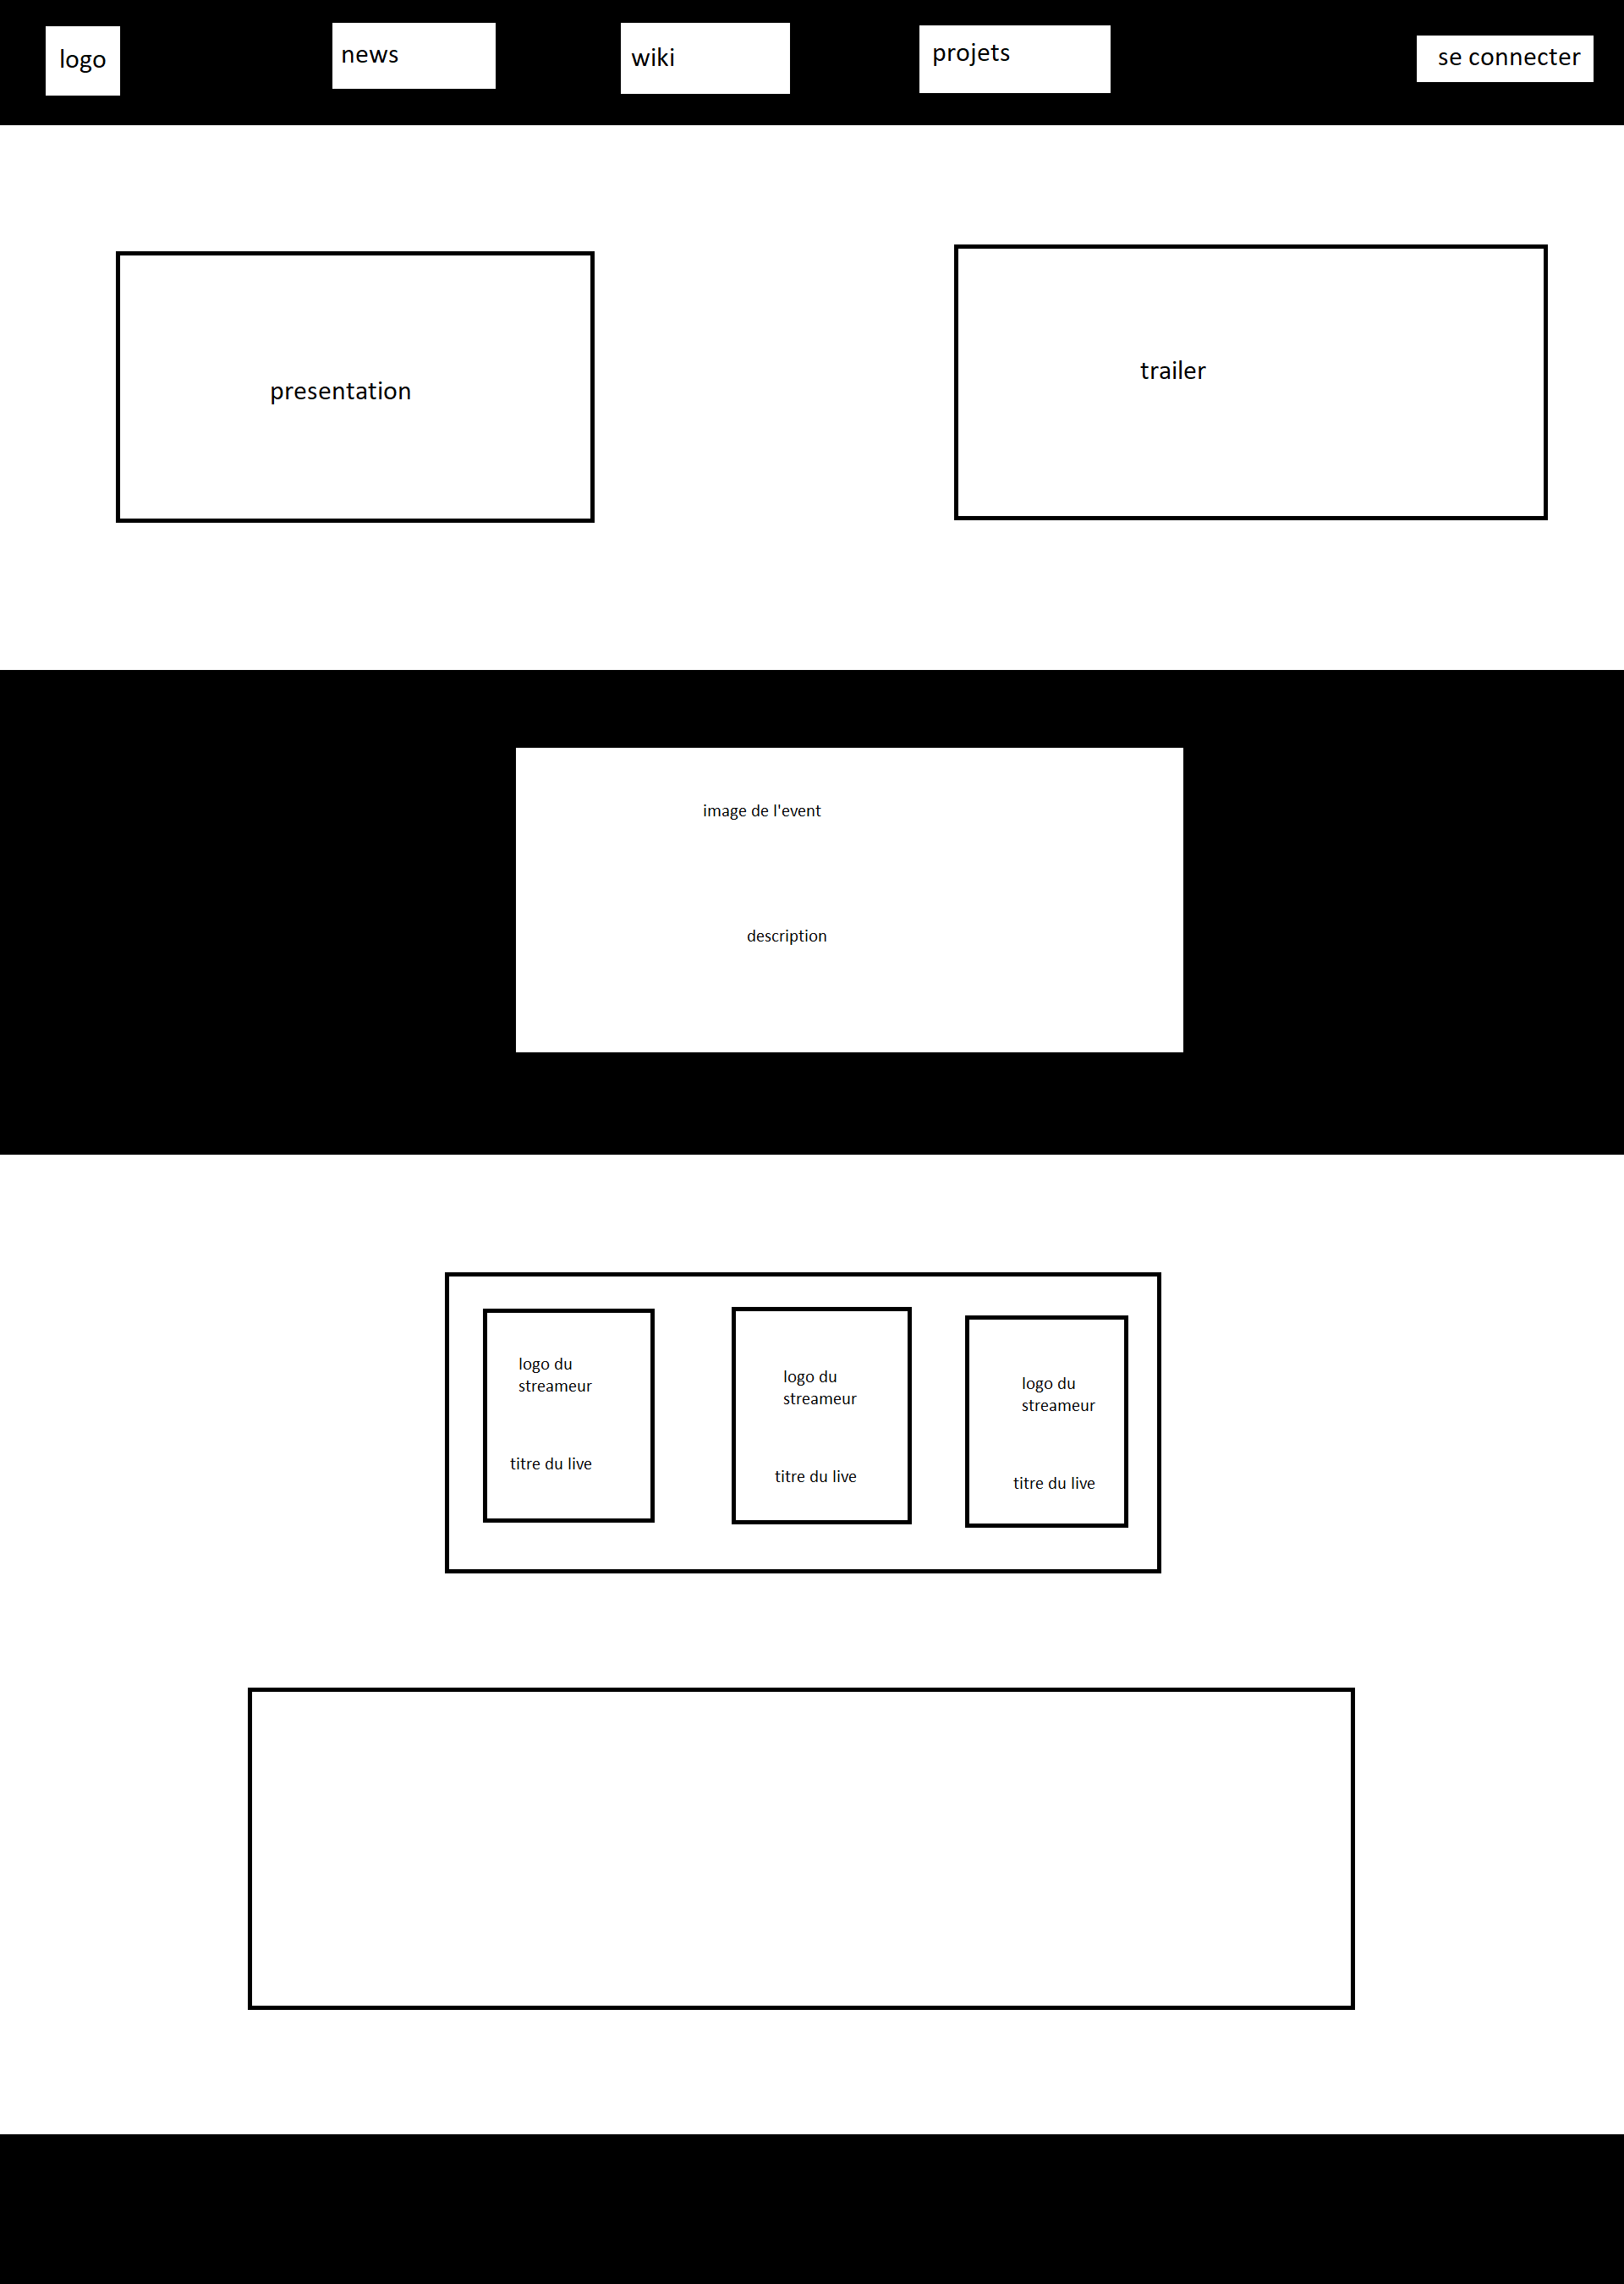 logo
news
wiki
projets
se connecter
presentation
trailer
image de l'event
description
logo du
streameur
titre du live
logo du
streameur
titre du live
logo du
streameur
titre du live